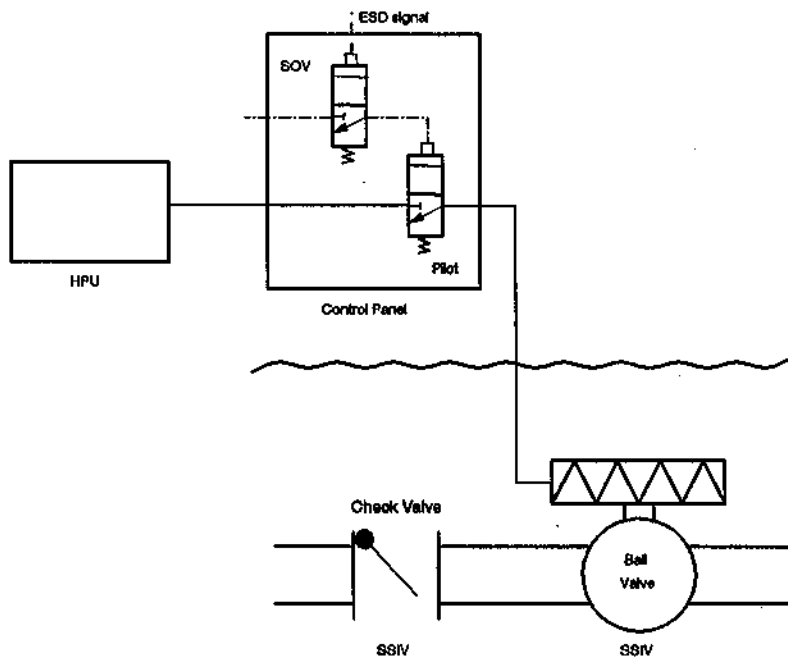 ESD signal
SOV
Pilot
HPU
Control Panel
Check Valve
Ball
Valve
SSIV
SSIV